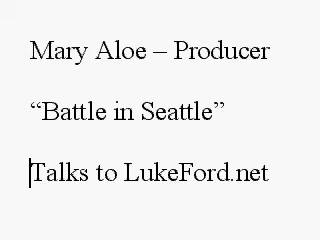 Mary Aloe – Producer
“Battle in Seattle”
Talks to LukeFord.net